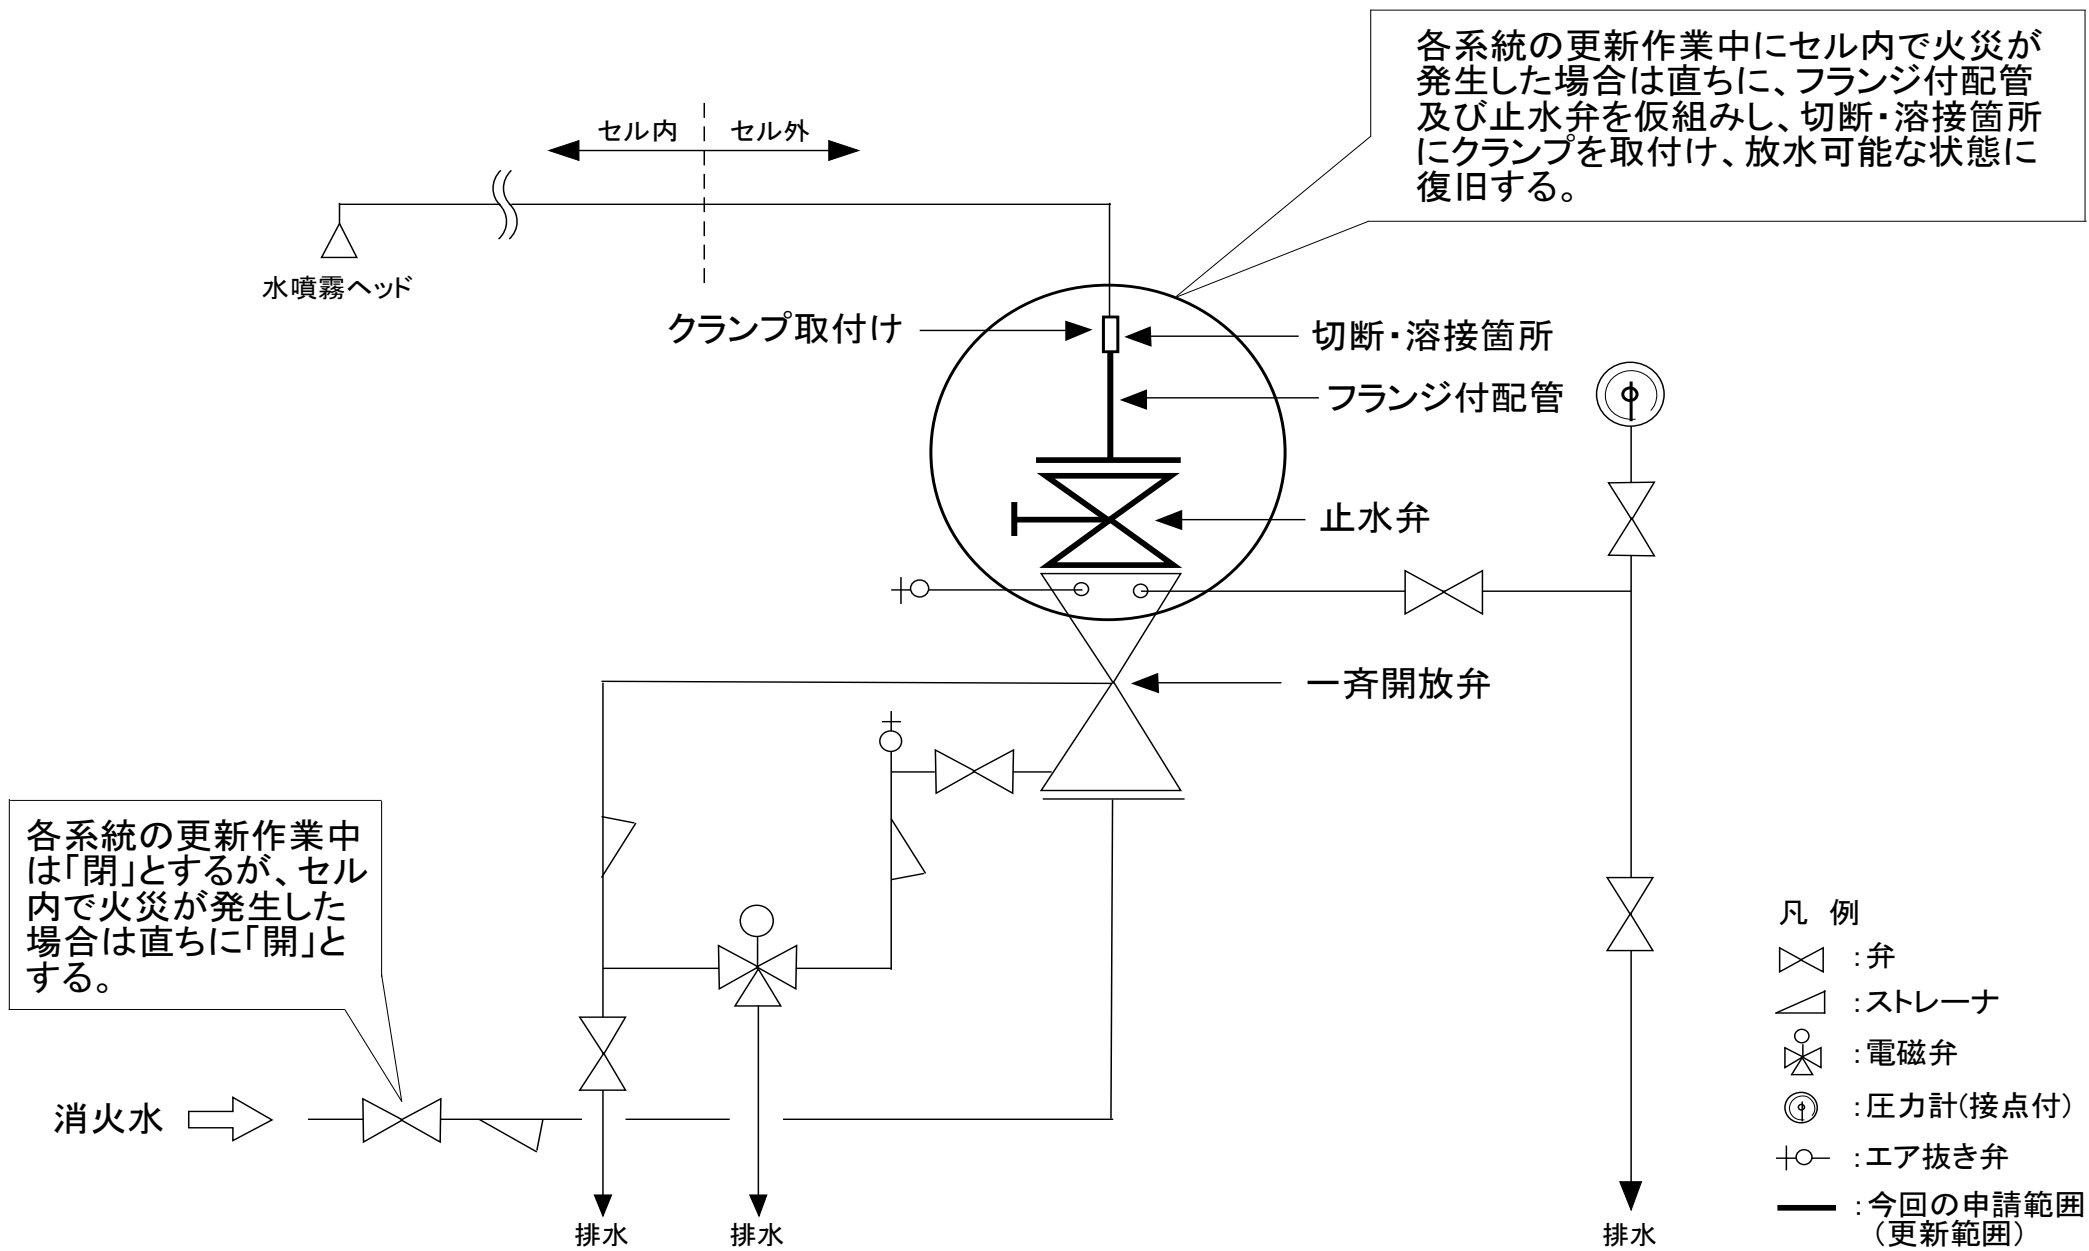 各系統の更新作業中にセル内で火災が
発生した場合は直ちに、フランジ付配管
及び止水弁を仮組みし、切断・溶接箇所
にクランプを取付け、放水可能な状態に
復旧する。
セル内
セル外
水噴霧ヘッド
クランプ取付け
切断・溶接箇所
フランジ付配管
止水弁
一斉開放弁
各系統の更新作業中
は「閉」とするが、セル
内で火災が発生した
場合は直ちに「開」と
する。
消火水
排水
排水
排水
凡 例
:弁
:ストレーナ
:電磁弁
:圧力計(接点付)
:エア抜き弁
:今回の申請範囲
(更新範囲)